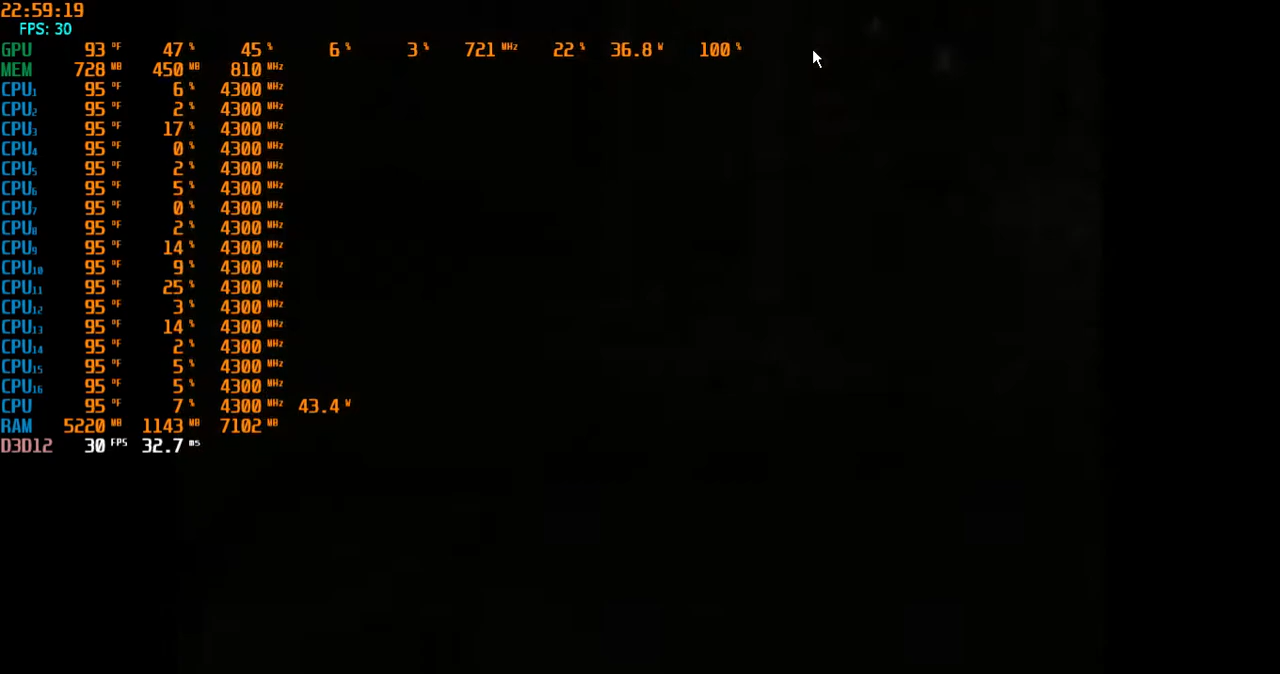 22:59:19
FPS: 30
GPU 93 °F 47 % 45 % 6 % 3 % 721 MHz 22 % 36.8 W 100 %
MEM 728 MB 450 MB 810 MHz
CPU1 95 °F 6 % 4300 MHz
CPU2 95 °F 2 % 4300 MHz
CPU3 95 °F 17 % 4300 MHz
CPU4 95 °F 0 % 4300 MHz
CPU5 95 °F 2 % 4300 MHz
CPU6 95 °F 5 % 4300 MHz
CPU7 95 °F 0 % 4300 MHz
CPU8 95 °F 2 % 4300 MHz
CPU9 95 °F 14 % 4300 MHz
CPU10 95 °F 9 % 4300 MHz
CPU11 95 °F 25 % 4300 MHz
CPU12 95 °F 3 % 4300 MHz
CPU13 95 °F 14 % 4300 MHz
CPU14 95 °F 2 % 4300 MHz
CPU15 95 °F 5 % 4300 MHz
CPU16 95 °F 5 % 4300 MHz
CPU 95 °F 7 % 4300 MHz 43.4 W
RAM 5220 MB 1143 MB 7102 MB
D3D12 30 FPS 32.7 ms